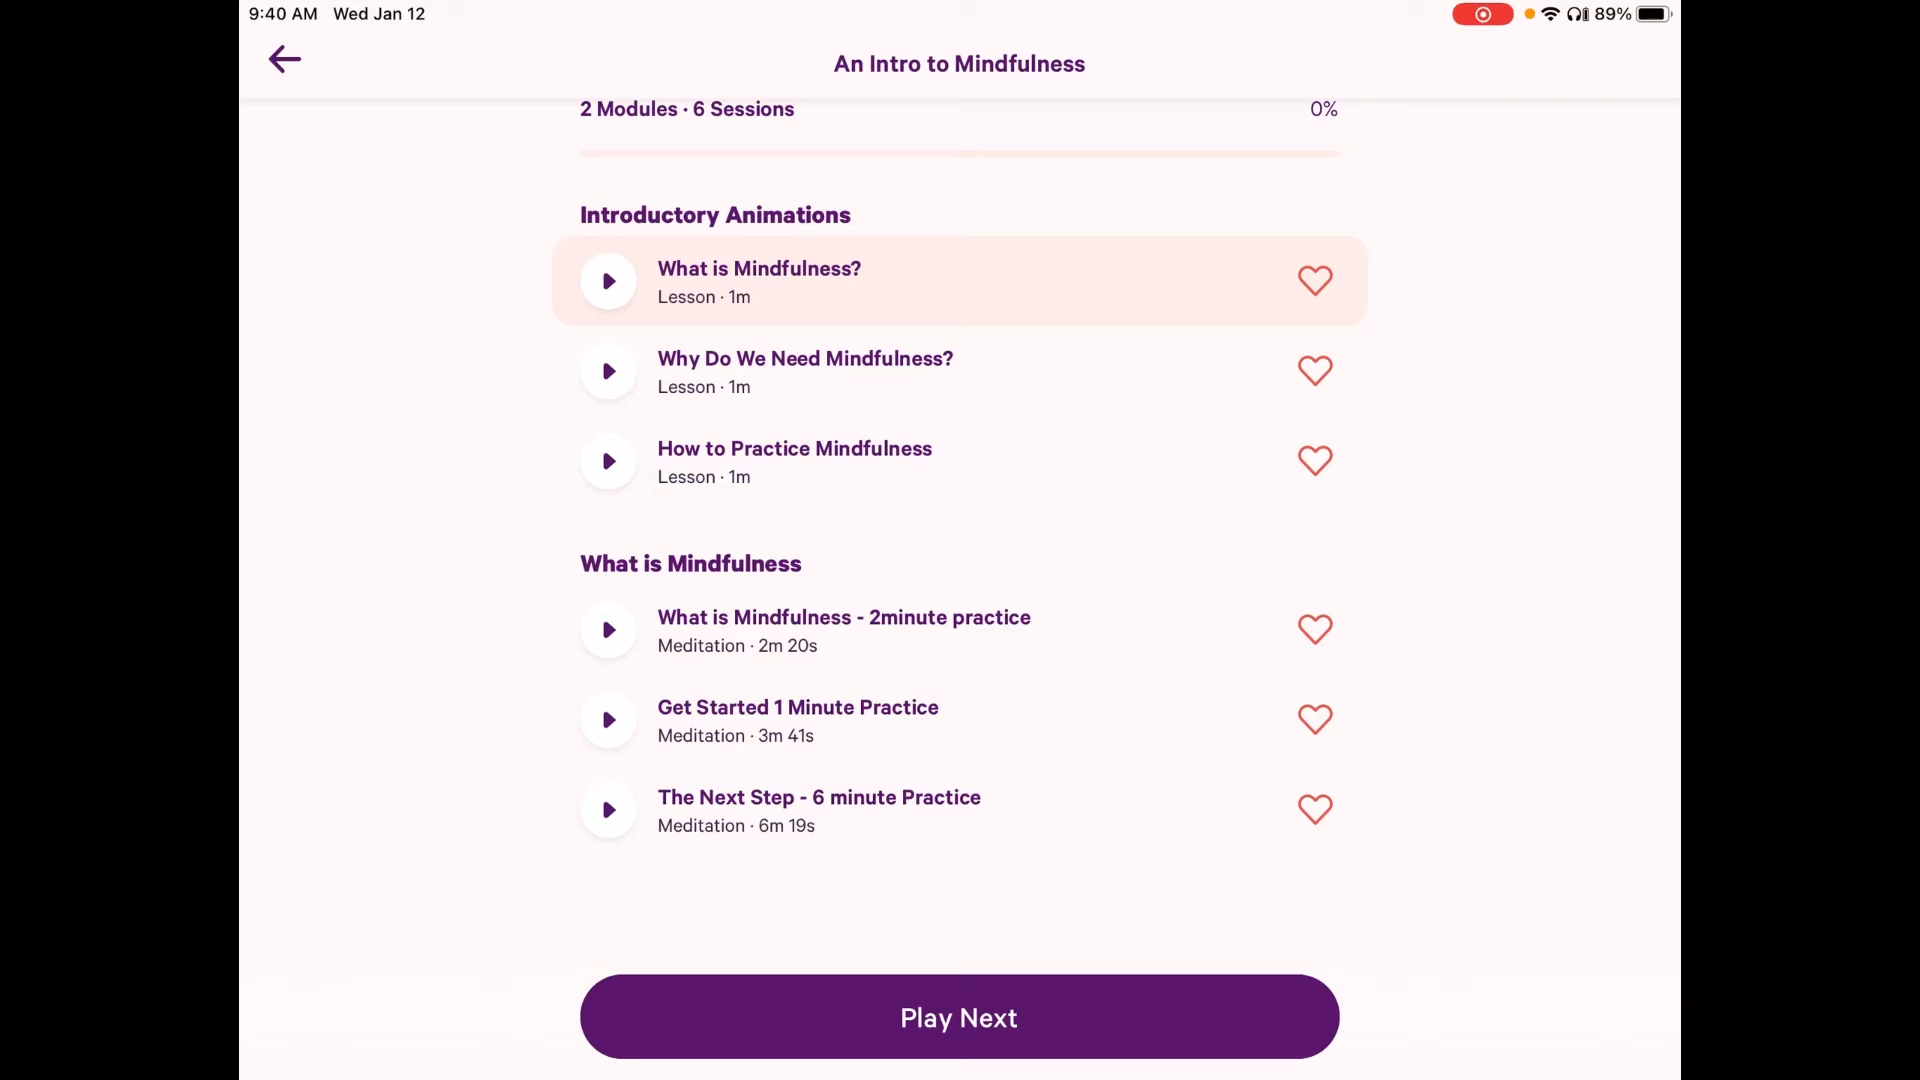 9:40 AM Wed Jan 12
89%
An Intro to Mindfulness
2 Modules · 6 Sessions
0%
Introductory Animations
What is Mindfulness?
Lesson · 1m
Why Do We Need Mindfulness?
Lesson · 1m
How to Practice Mindfulness
Lesson · 1m
What is Mindfulness
What is Mindfulness - 2minute practice
Meditation · 2m 20s
Get Started 1 Minute Practice
Meditation · 3m 41s
The Next Step - 6 minute Practice
Meditation · 6m 19s
Play Next